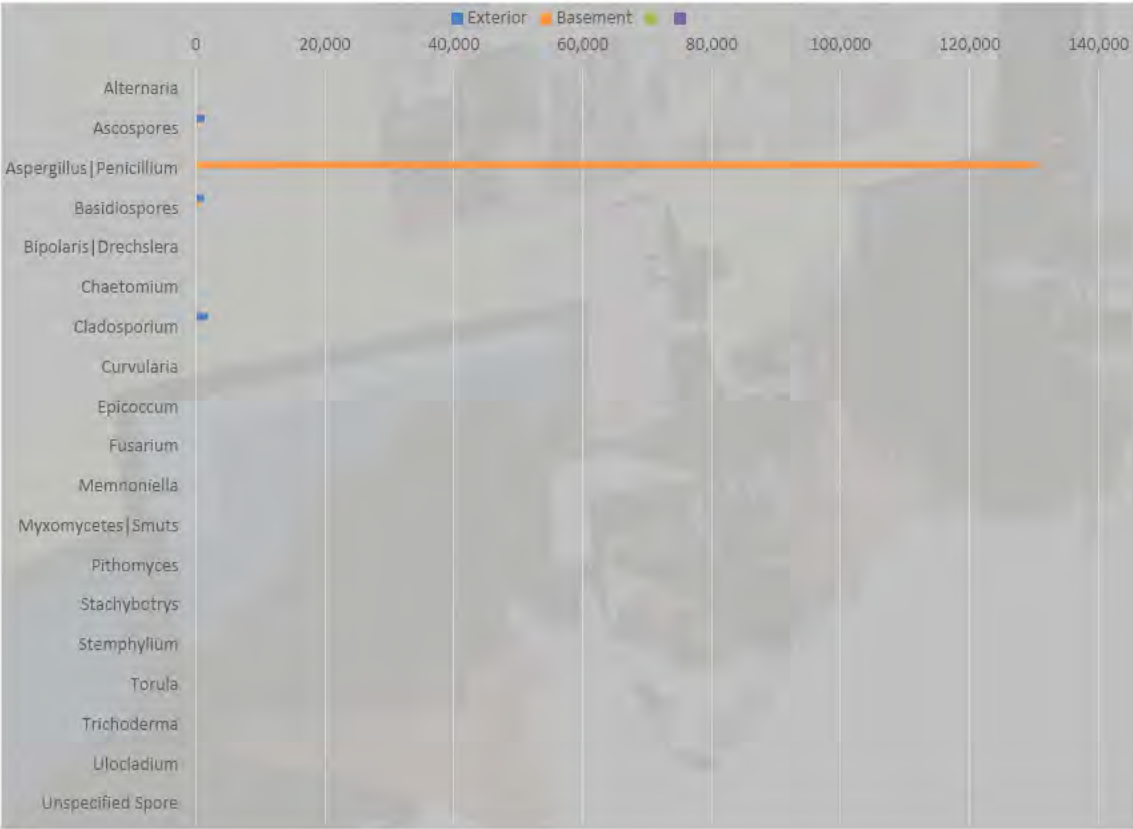 Exterior Basement
0 20,000 40,000 60,000 80,000 100,000 120,000 140,000
Alternaria
Ascospores
Aspergillus|Penicillium
Basidiospores
Bipolaris|Drechslera
Chaetomium
Cladosporium
Curvularia
Epicoccum
Fusarium
Memnoniella
Myxomycetes|Smuts
Pithomyces
Stachybotrys
Stemphylium
Torula
Trichoderma
Ulocladium
Unspecified Spore